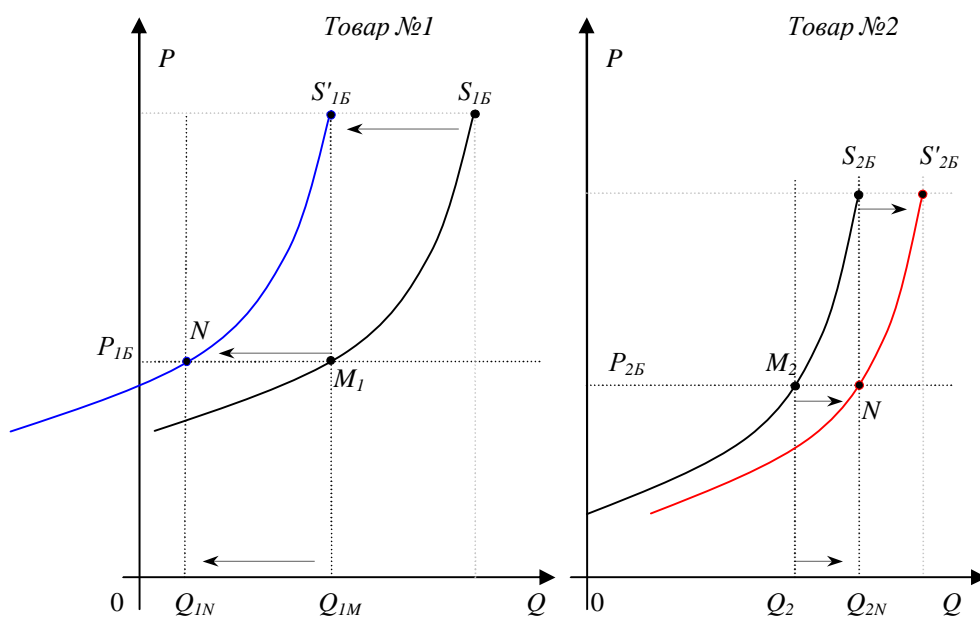 Товар №1
Товар №2
P
P
S'1Б
S1Б
S2Б
S'2Б
P1Б
N
M1
P2Б
M2
N
0
Q1N
Q1M
Q
0
Q2
Q2N
Q